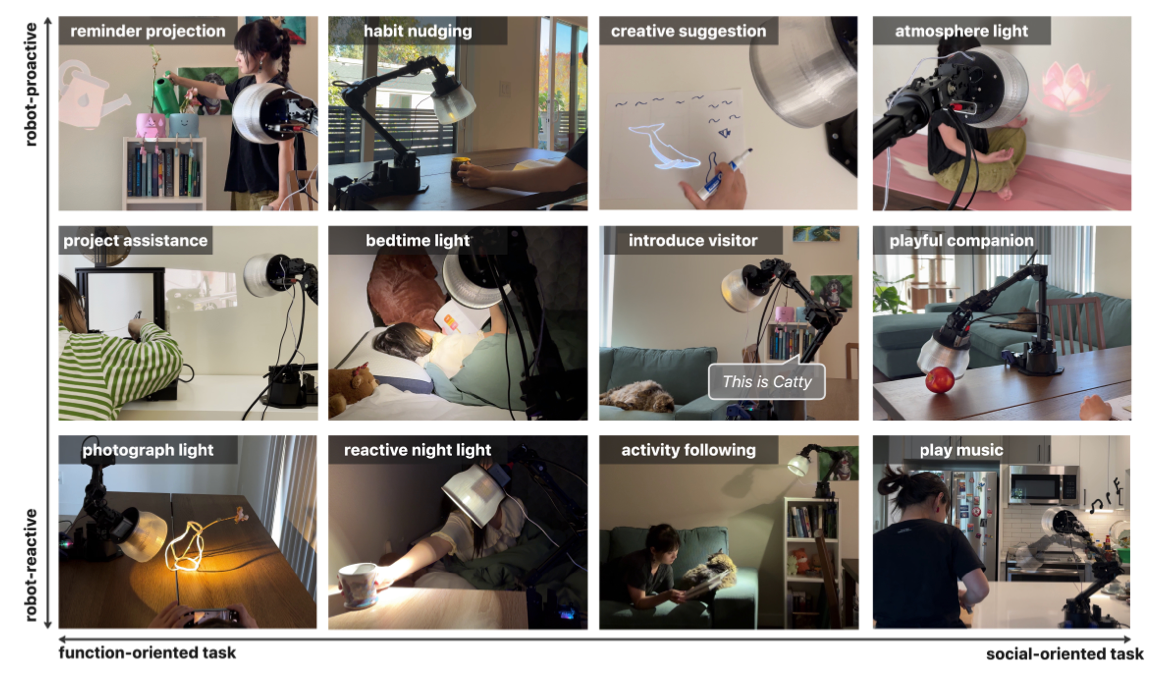 robot-proactive
reminder projection
habit nudging
creative suggestion
atmosphere light
project assistance
bedtime light
introduce visitor
playful companion
This is Catty
robot-reactive
photograph light
reactive night light
activity following
play music
function-oriented task
social-oriented task